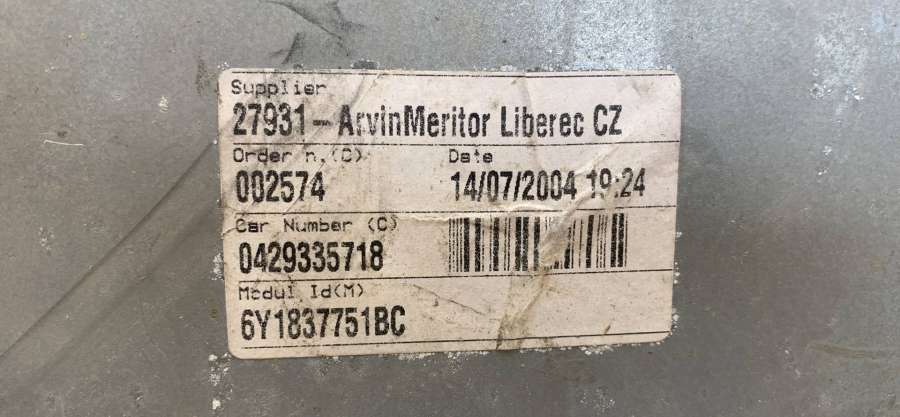 Supplier
27931-ArvinMeritor Liberec CZ
Order n.(C) Date
002574 14/07/2004 19:24
Car Number (C)
0429335718
Modul Id(M)
6Y1837751BC